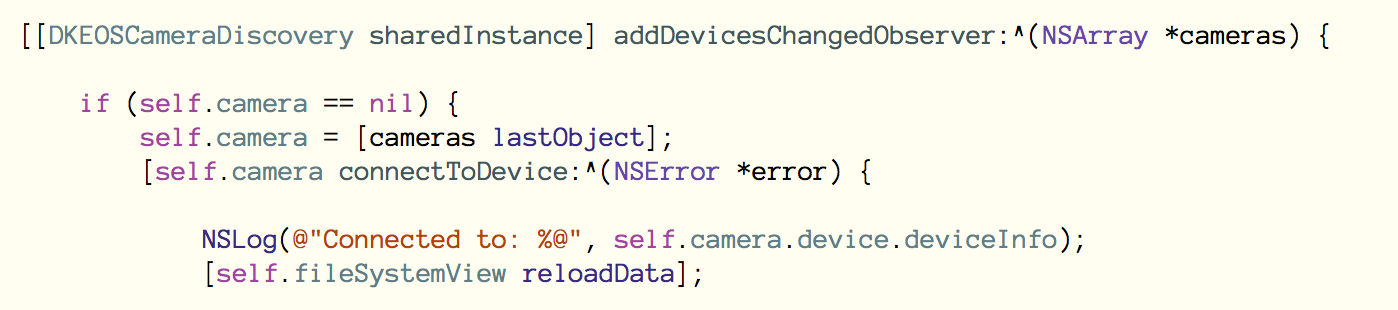 [[DKEOSCameraDiscovery sharedInstance] addDevicesChangedObserver:^(NSArray *cameras) {
if (self.camera == nil) {
self.camera = [cameras lastObject];
[self.camera connectToDevice:^(NSError *error) {
NSLog(@"Connected to: %@", self.camera.device.deviceInfo);
[self.fileSystemView reloadData];